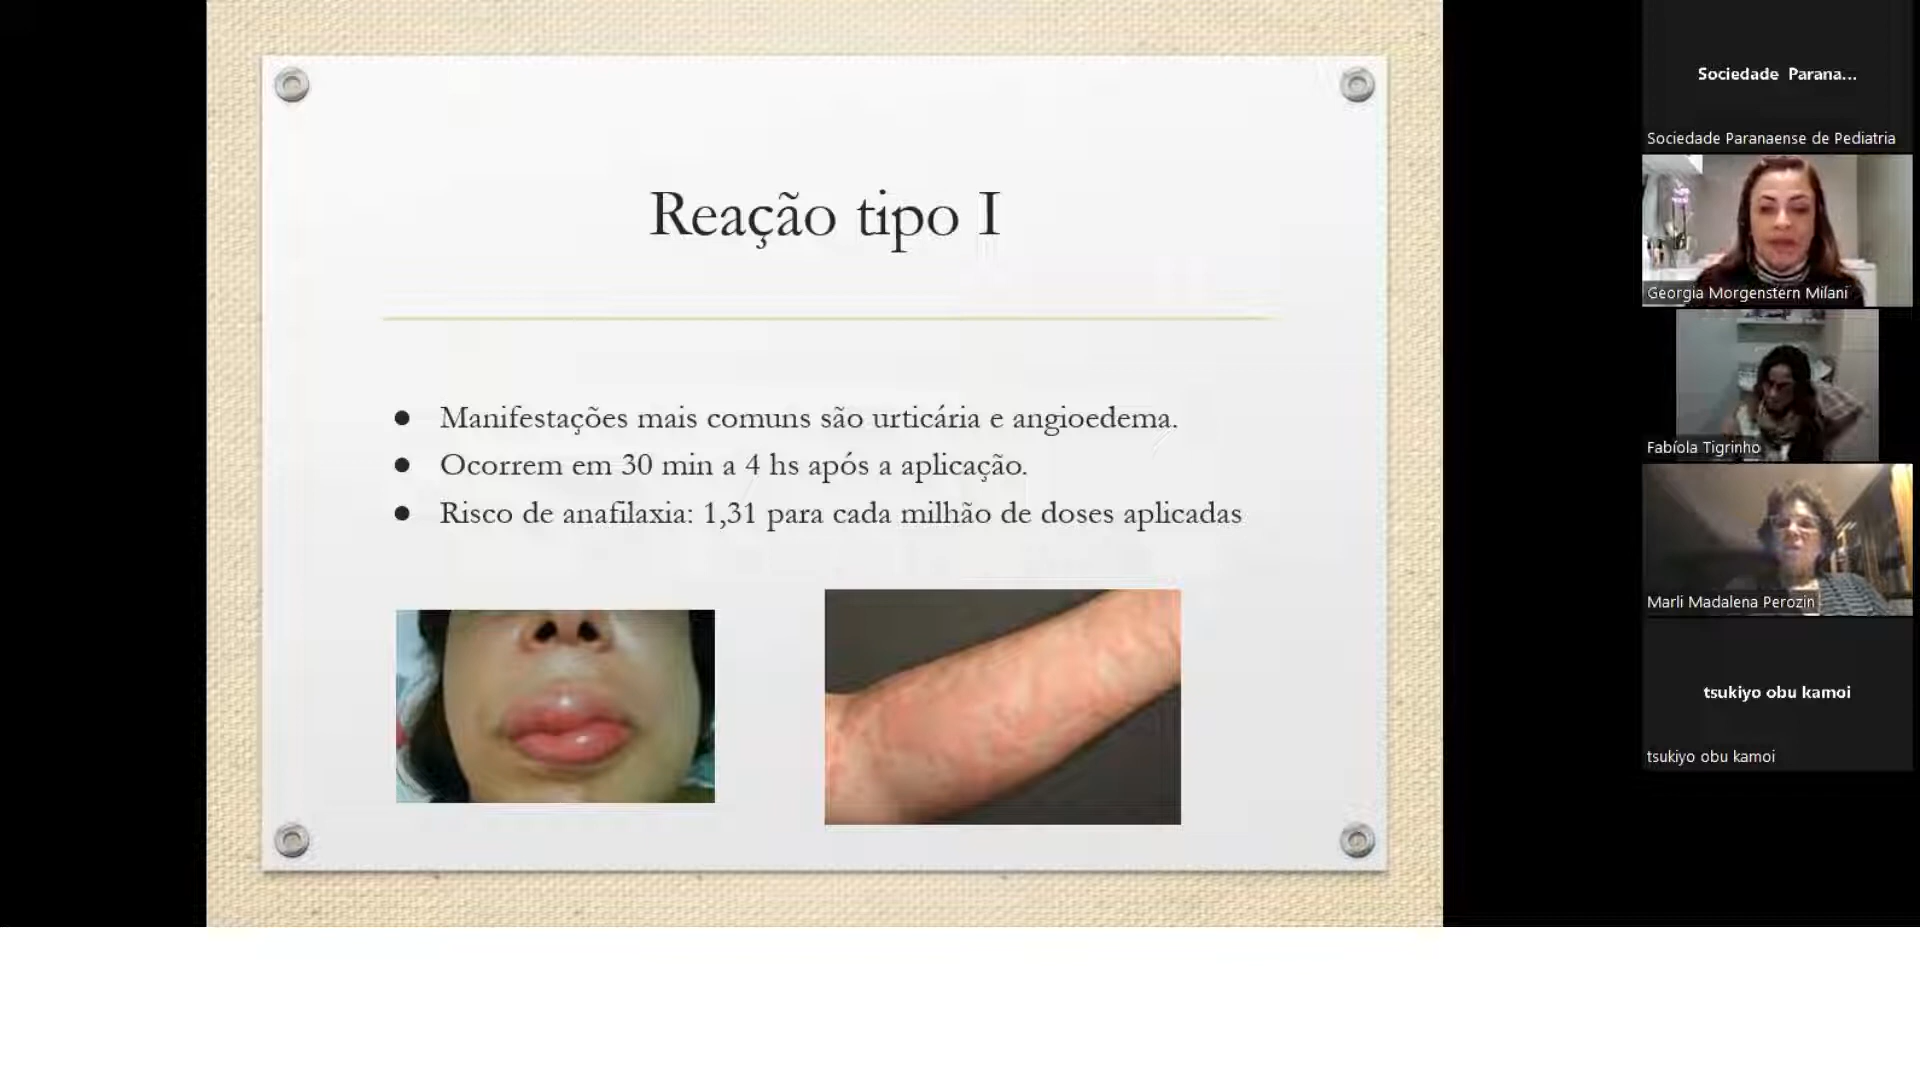 Reação tipo I
● Manifestações mais comuns são urticária e angioedema.
● Ocorrem em 30 min a 4 hs após a aplicação.
● Risco de anafilaxia: 1,31 para cada milhão de doses aplicadas
Sociedade Parana...
Sociedade Paranaense de Pediatria
Georgia Morgenstern Milani
Fabíola Tigrinho
Marli Madalena Perozin
tsukiyo obu kamoi
tsukiyo obu kamoi